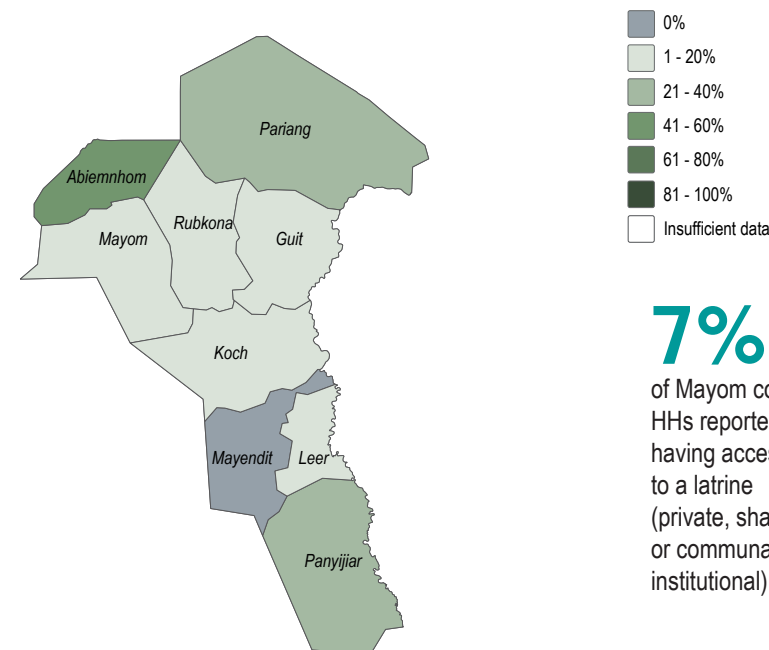 0%
1 - 20%
21 - 40%
41 - 60%
61 - 80%
81 - 100%
Insufficient data
Pariang
Abiemnhom
Rubkona
Mayom
Guit
Koch
Mayendit
Leer
Panyijiar
7%
of Mayom co
HHs reporte
having acces
to a latrine
(private, sha
or communa
institutional)